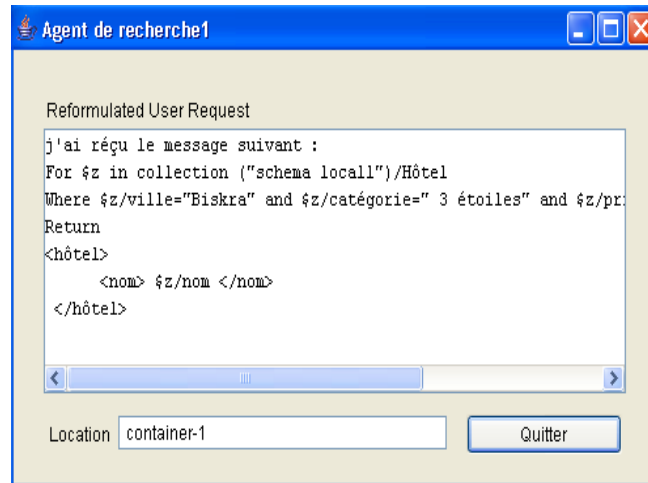 Agent de recherche1
Reformulated User Request
j'ai réçu le message suivant :
For $z in collection ("schema locall")/Hôtel
Where $z/ville="Biskra" and $z/catégorie=" 3 étoiles" and $z/pri
Return
<hôtel>
<nom> $z/nom </nom>
</hôtel>
Location container-1 Quitter